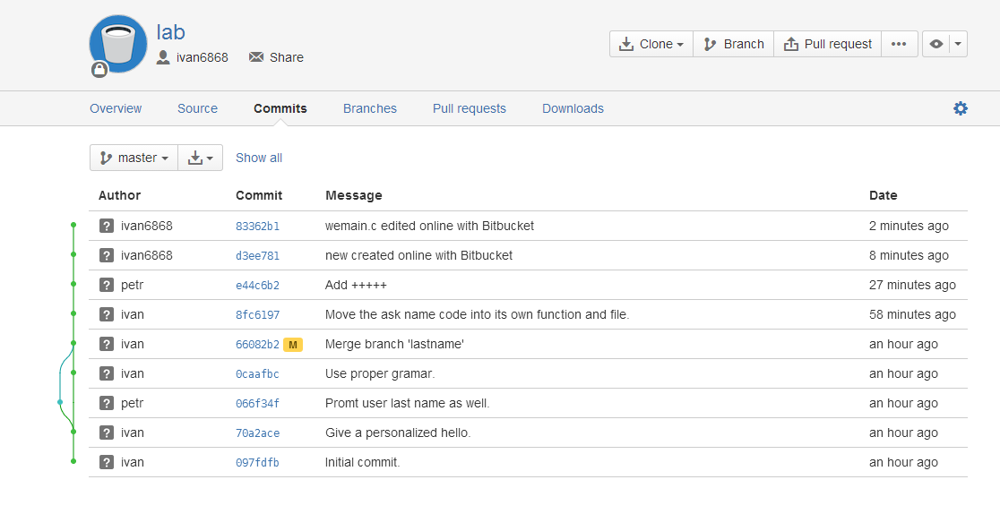 lab
ivan6868 Share
Clone Branch Pull request
Overview Source Commits Branches Pull requests Downloads
master Show all
Author Commit Message Date
? ivan6868 83362b1 wemain.c edited online with Bitbucket 2 minutes ago
? ivan6868 d3ee781 new created online with Bitbucket 8 minutes ago
? petr e44c6b2 Add +++++ 27 minutes ago
? ivan 8fc6197 Move the ask name code into its own function and file. 58 minutes ago
? ivan 66082b2 M Merge branch 'lastname' an hour ago
? ivan 0caafbc Use proper gramar. an hour ago
? petr 066f34f Promt user last name as well. an hour ago
? ivan 70a2ace Give a personalized hello. an hour ago
? ivan 097fdfb Initial commit. an hour ago